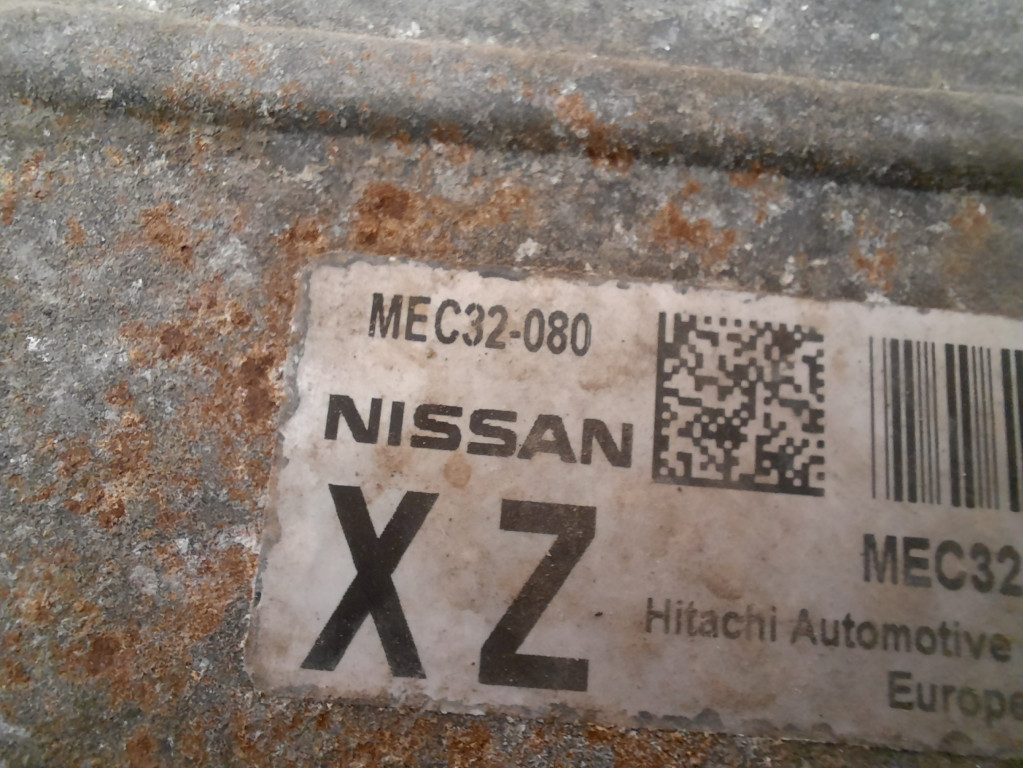 MEC32-080
NISSAN
XZ
MEC32
Hitachi Automotive
Europe